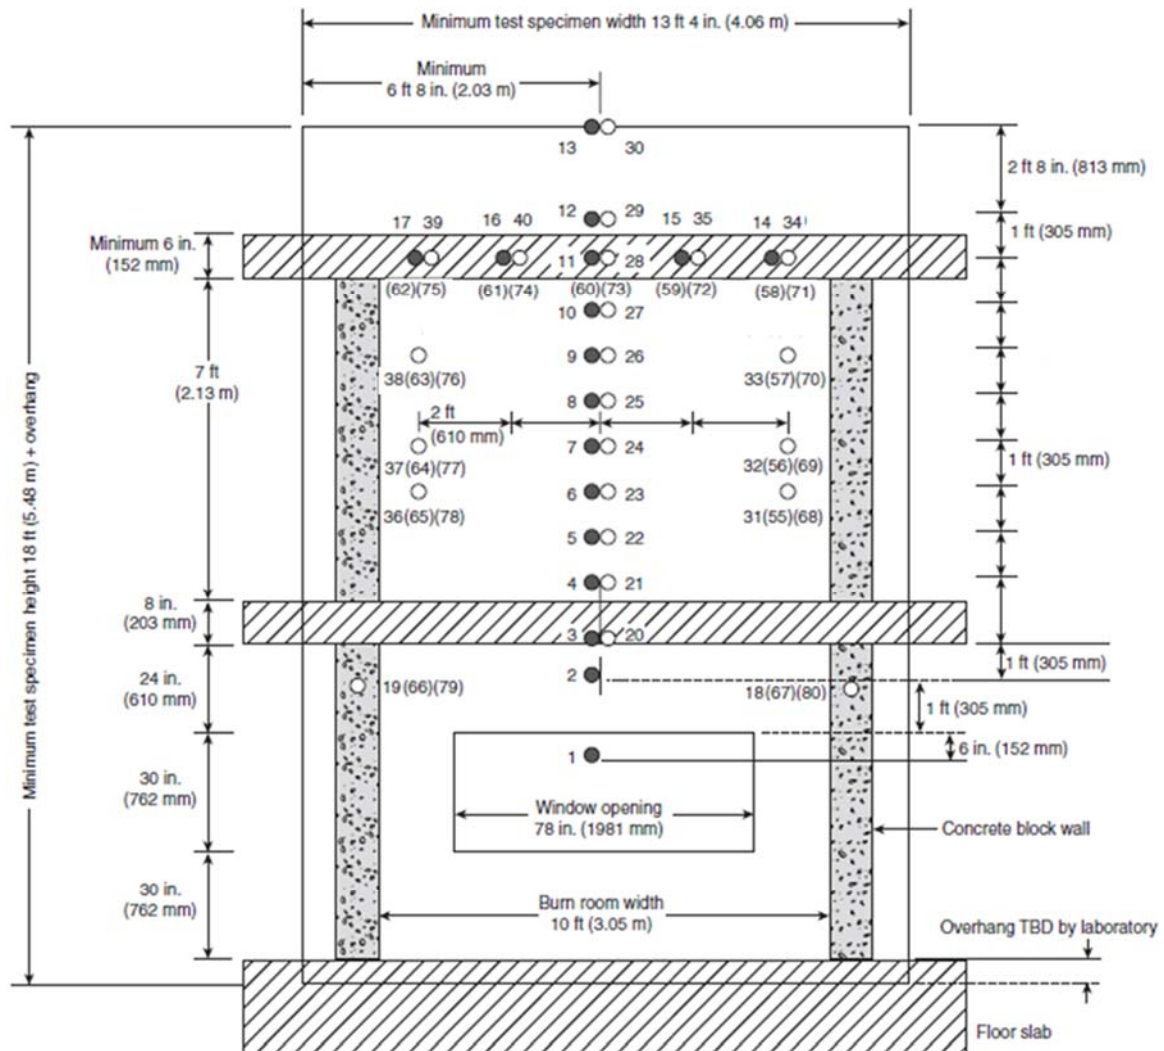 Minimum test specimen width 13 ft 4 in. (4.06 m)
Minimum
6 ft 8 in. (2.03 m)
13 30
2 ft 8 in. (813 mm)
12 29
17 39 16 40 15 35 14 34
1 ft (305 mm)
Minimum 6 in.
(152 mm)
11 28
(62)(75) (61)(74) (60)(73) (59)(72) (58)(71)
10 27
9 26
7 ft
(2.13 m)
38(63)(76) 33(57)(70)
8 25
2 ft
(610 mm)
7 24
1 ft (305 mm)
37(64)(77) 32(56)(69)
6 23
36(65)(78) 31(55)(68)
5 22
4 21
8 in.
(203 mm)
3 20
1 ft (305 mm)
2
24 in.
(610 mm)
19(66)(79) 18(67)(80)
1 ft (305 mm)
6 in. (152 mm)
1
30 in.
(762 mm)
Window opening
78 in. (1981 mm)
Concrete block wall
30 in.
(762 mm)
Burn room width
10 ft (3.05 m)
Overhang TBD by laboratory
Floor slab
Minimum test specimen height 18 ft (5.48 m) + overhang